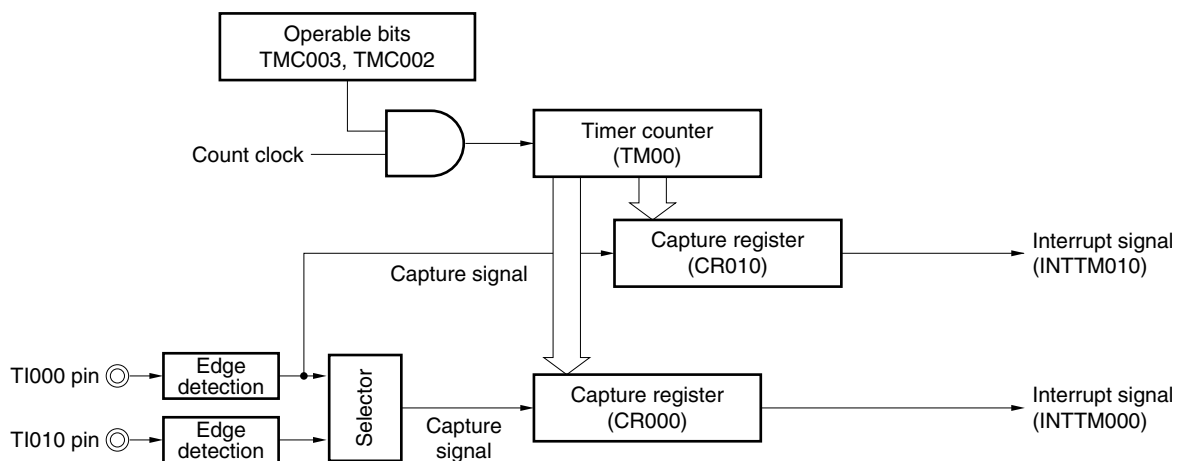 Operable bits
TMC003, TMC002
Count clock
Timer counter
(TM00)
Capture register
(CR010)
Interrupt signal
(INTTM010)
Capture signal
TI000 pin
Edge
detection
Selector
Capture register
(CR000)
Interrupt signal
(INTTM000)
TI010 pin
Edge
detection
Capture
signal